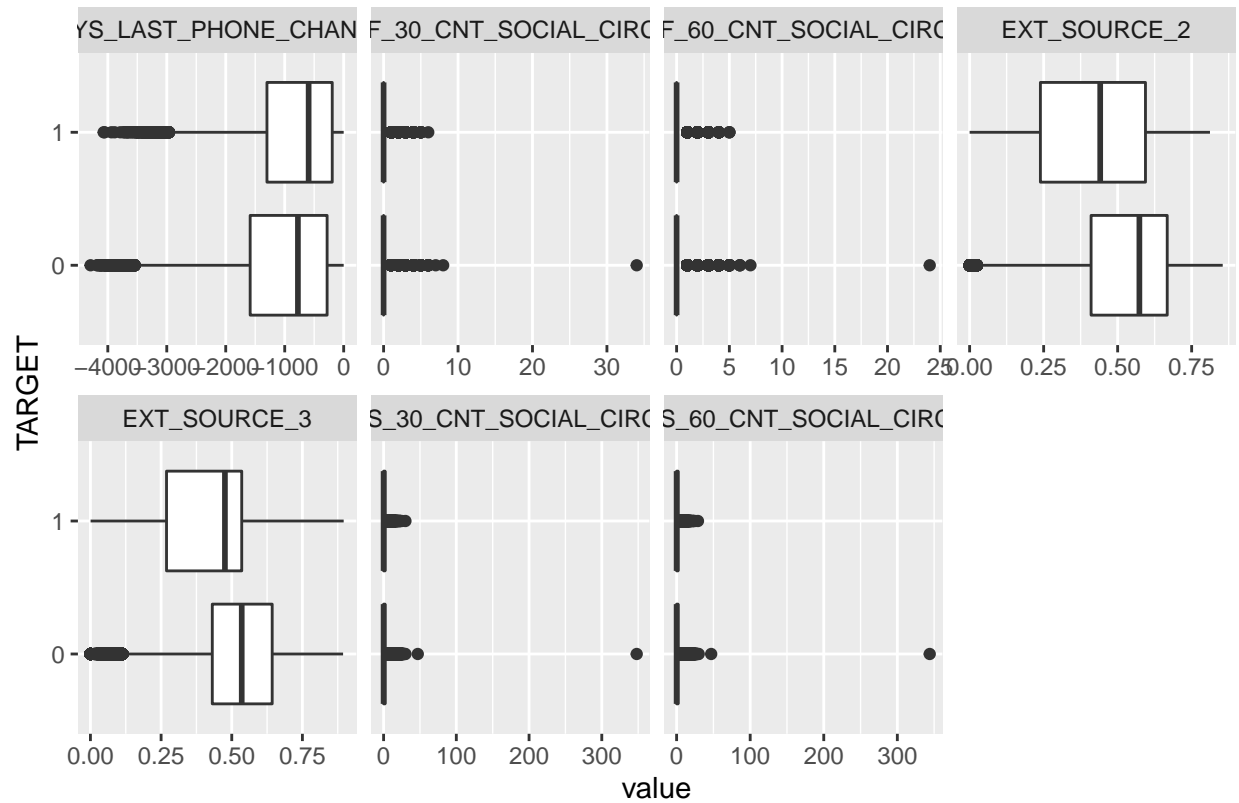 YS_LAST_PHONE_CHAN
F_30_CNT_SOCIAL_CIRC
F_60_CNT_SOCIAL_CIRC
EXT_SOURCE_2
1
0
−4000 −3000 −2000 −1000 0
0 10 20 30
0 5 10 15 20 25
0.00 0.25 0.50 0.75
TARGET
EXT_SOURCE_3
S_30_CNT_SOCIAL_CIRC
S_60_CNT_SOCIAL_CIRC
1
0
0.00 0.25 0.50 0.75
0 100 200 300
0 100 200 300
value